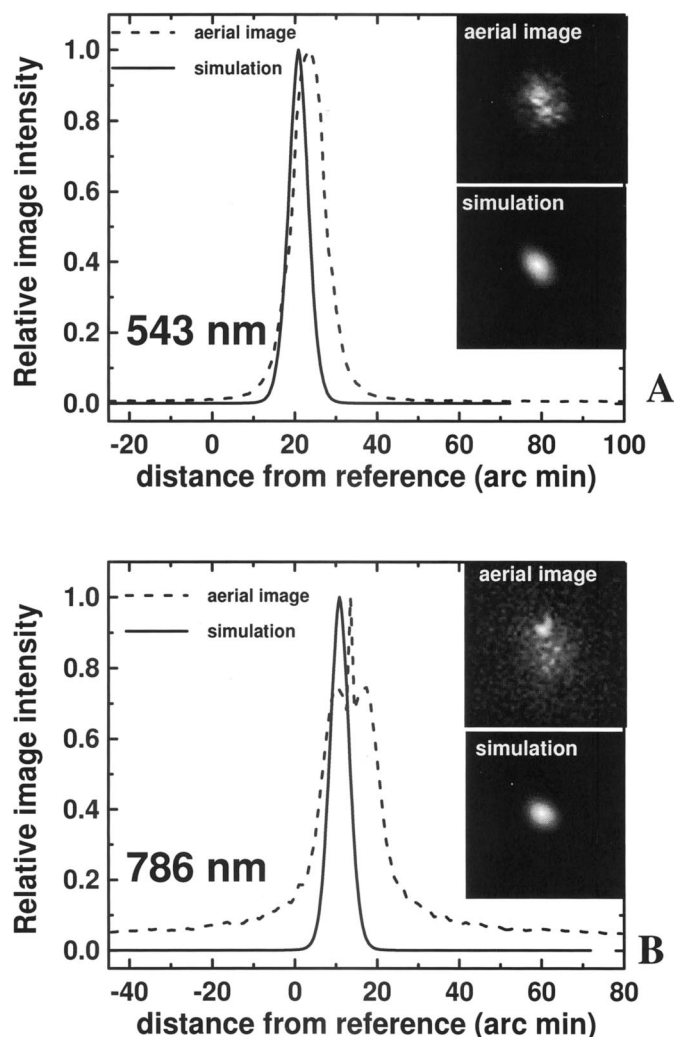 aerial image
simulation
aerial image
simulation
Relative image intensity
1.0
0.8
0.6
0.4
0.2
0.0
543 nm
A
-20 0 20 40 60 80 100
distance from reference (arc min)
aerial image
simulation
aerial image
simulation
Relative image intensity
1.0
0.8
0.6
0.4
0.2
0.0
786 nm
B
-40 -20 0 20 40 60 80
distance from reference (arc min)